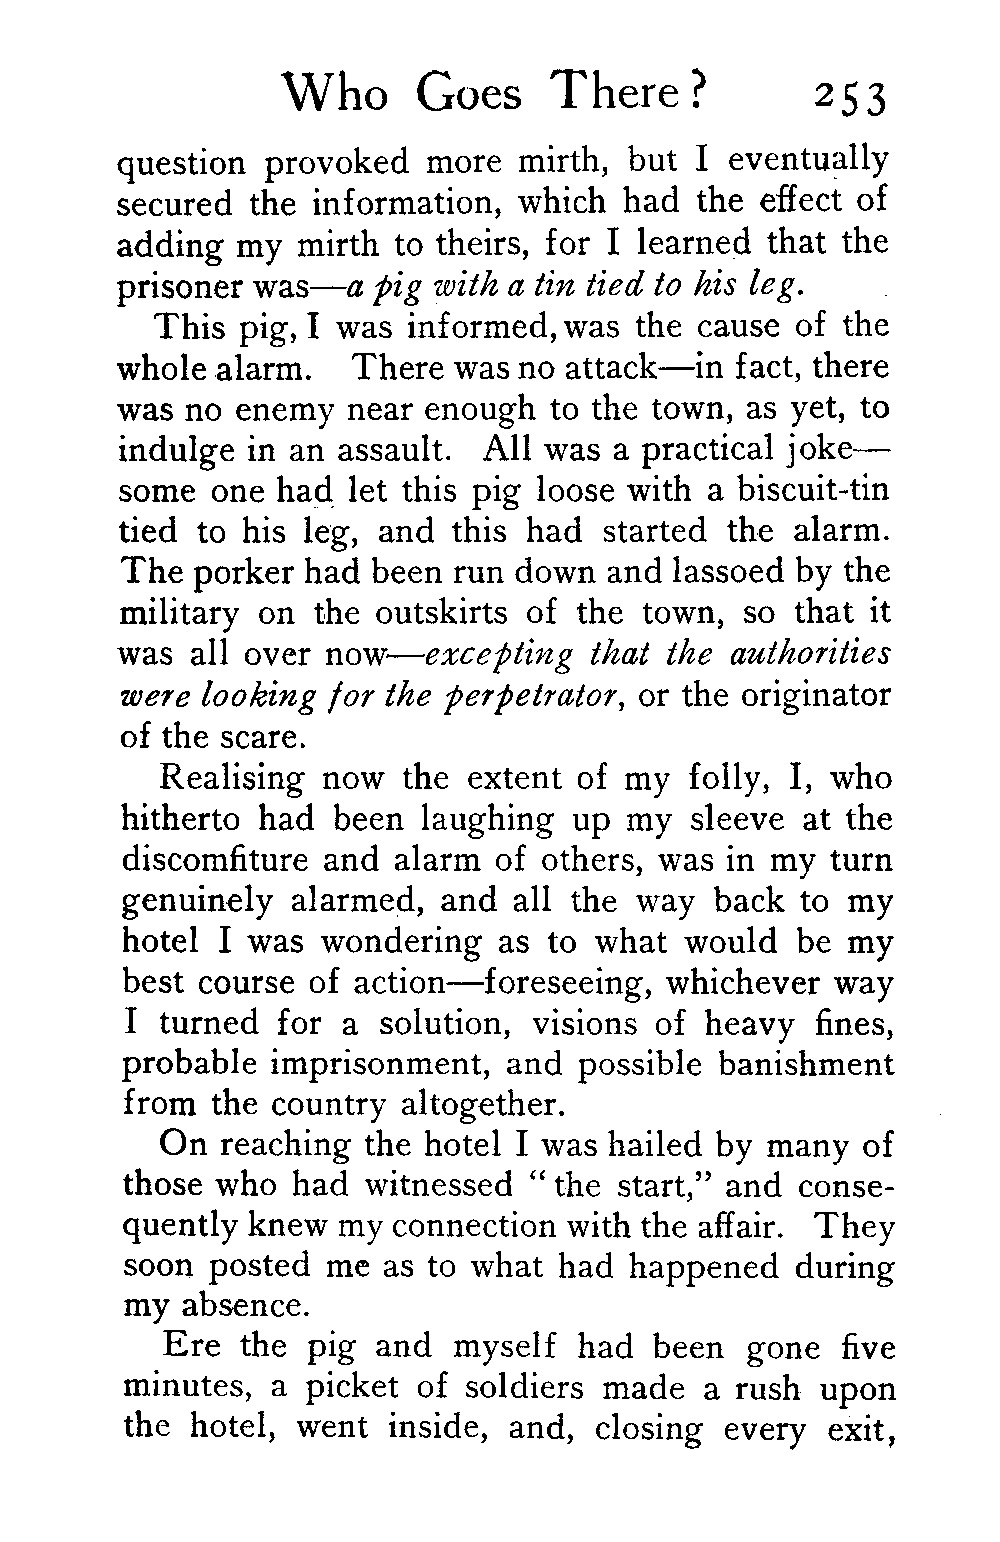 Who Goes There? 253
question provoked more mirth, but I eventually
secured the information, which had the effect of
adding my mirth to theirs, for I learned that the
prisoner was—a pig with a tin tied to his leg.
This pig, I was informed, was the cause of the
whole alarm. There was no attack—in fact, there
was no enemy near enough to the town, as yet, to
indulge in an assault. All was a practical joke—
some one had let this pig loose with a biscuit-tin
tied to his leg, and this had started the alarm.
The porker had been run down and lassoed by the
military on the outskirts of the town, so that it
was all over now—excepting that the authorities
were looking for the perpetrator, or the originator
of the scare.
Realising now the extent of my folly, I, who
hitherto had been laughing up my sleeve at the
discomfiture and alarm of others, was in my turn
genuinely alarmed, and all the way back to my
hotel I was wondering as to what would be my
best course of action—foreseeing, whichever way
I turned for a solution, visions of heavy fines,
probable imprisonment, and possible banishment
from the country altogether.
On reaching the hotel I was hailed by many of
those who had witnessed "the start," and conse-
quently knew my connection with the affair. They
soon posted me as to what had happened during
my absence.
Ere the pig and myself had been gone five
minutes, a picket of soldiers made a rush upon
the hotel, went inside, and, closing every exit,